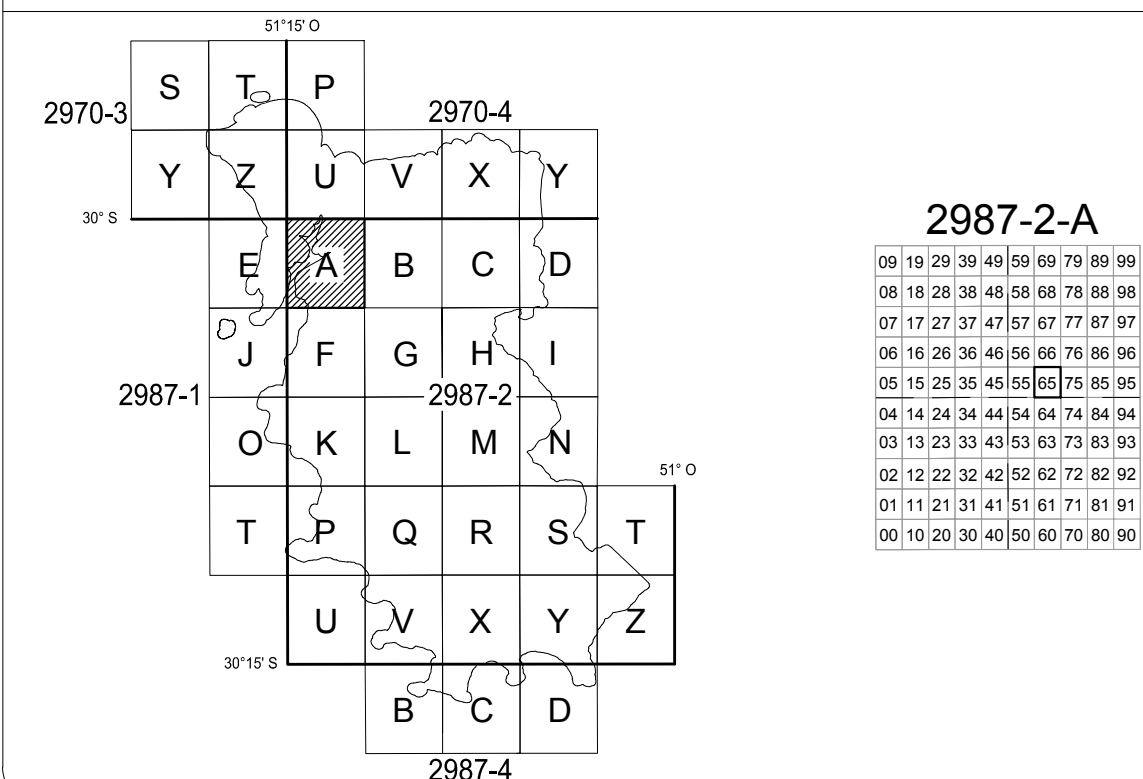 51°15' O
S T P
2970-3 2970-4
Y Z U V X Y
30° S
E A B C D
J F G H I
2987-1 2987-2
O K L M N
51° O
T P Q R S T
U V X Y Z
30°15' S
B C D
2987-4
2987-2-A
09 19 29 39 49 59 69 79 89 99
08 18 28 38 48 58 68 78 88 98
07 17 27 37 47 57 67 77 87 97
06 16 26 36 46 56 66 76 86 96
05 15 25 35 45 55 65 75 85 95
04 14 24 34 44 54 64 74 84 94
03 13 23 33 43 53 63 73 83 93
02 12 22 32 42 52 62 72 82 92
01 11 21 31 41 51 61 71 81 91
00 10 20 30 40 50 60 70 80 90